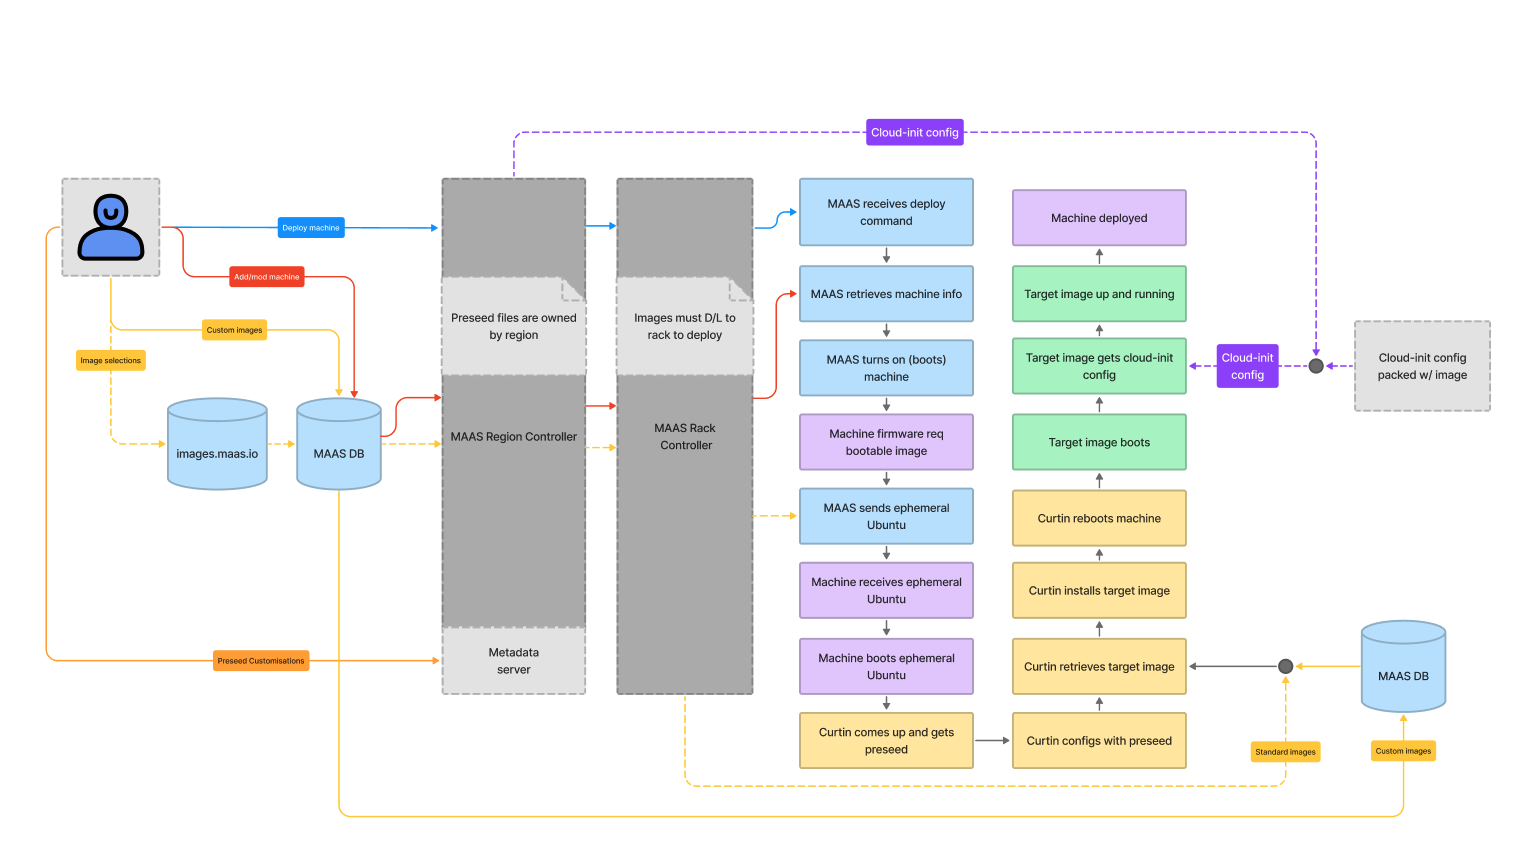 Cloud-init config
Deploy machine
Add/mod machine
Custom images
Image selections
images.maas.io
MAAS DB
Preseed Customisations
Preseed files are owned
by region
MAAS Region Controller
Metadata
server
Images must D/L to
rack to deploy
MAAS Rack
Controller
MAAS receives deploy
command
MAAS retrieves machine info
MAAS turns on (boots)
machine
Machine firmware req
bootable image
MAAS sends ephemeral
Ubuntu
Machine receives ephemeral
Ubuntu
Machine boots ephemeral
Ubuntu
Curtin comes up and gets
preseed
Machine deployed
Target image up and running
Target image gets cloud-init
config
Target image boots
Curtin reboots machine
Curtin installs target image
Curtin retrieves target image
Curtin configs with preseed
Cloud-init
config
Cloud-init config
packed w/ image
MAAS DB
Standard images
Custom images